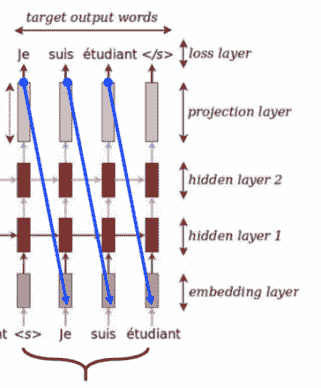 target output words
Je suis étudiant </s> loss layer
projection layer
hidden layer 2
hidden layer 1
embedding layer
nt <s> Je suis étudiant